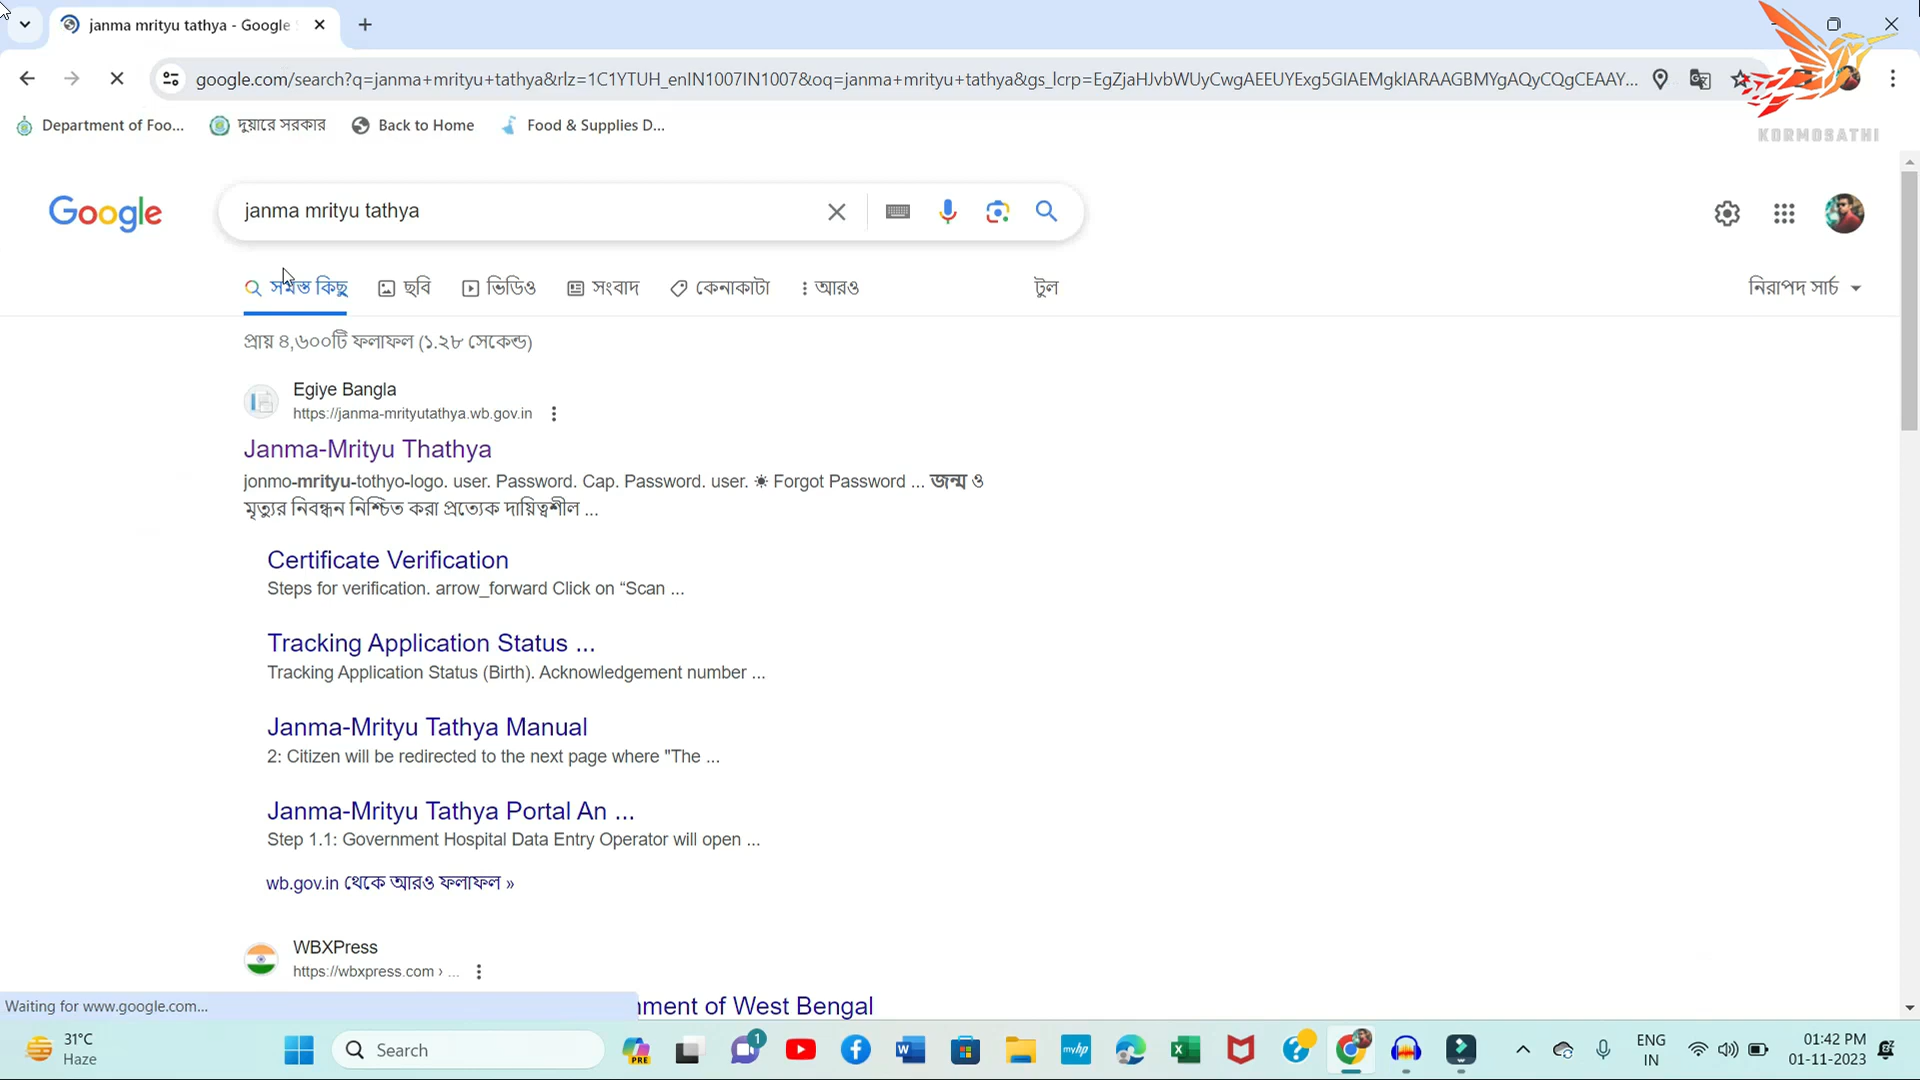 janma mrityu tathya - Google
google.com/search?q=janma+mrityu+tathya&rlz=1C1YTUH_enIN1007IN1007&oq=janma+mrityu+tathya&gs_lcrp=EgZjaHJvbWUyCwgAEEUYExg5GIAEMgkIARAAGBMYgAQyCQgCEAAY...
Department of Foo... দুয়ারে সরকার Back to Home Food & Supplies D...
KORMOSATHI
Google janma mrityu tathya
সমস্ত কিছু ছবি ভিডিও সংবাদ কেনাকাটা আরও টুল নিরাপদ সার্চ
প্রায় ৪,৬০০টি ফলাফল (১.২৮ সেকেন্ড)
Egiye Bangla
https://janma-mrityutathya.wb.gov.in
Janma-Mrityu Thathya
jonmo-mrityu-tothyo-logo. user. Password. Cap. Password. user. ☀ Forgot Password ... জন্ম ও
মৃত্যুর নিবন্ধন নিশ্চিত করা প্রত্যেক দায়িত্বশীল ...
Certificate Verification
Steps for verification. arrow_forward Click on “Scan ...
Tracking Application Status ...
Tracking Application Status (Birth). Acknowledgement number ...
Janma-Mrityu Tathya Manual
2: Citizen will be redirected to the next page where "The ...
Janma-Mrityu Tathya Portal An ...
Step 1.1: Government Hospital Data Entry Operator will open ...
wb.gov.in থেকে আরও ফলাফল »
WBXPress
https://wbxpress.com › ...
Waiting for www.google.com... nment of West Bengal
31°C
Haze
Search
PRE
1
myhp
ENG
IN
01:42 PM
01-11-2023